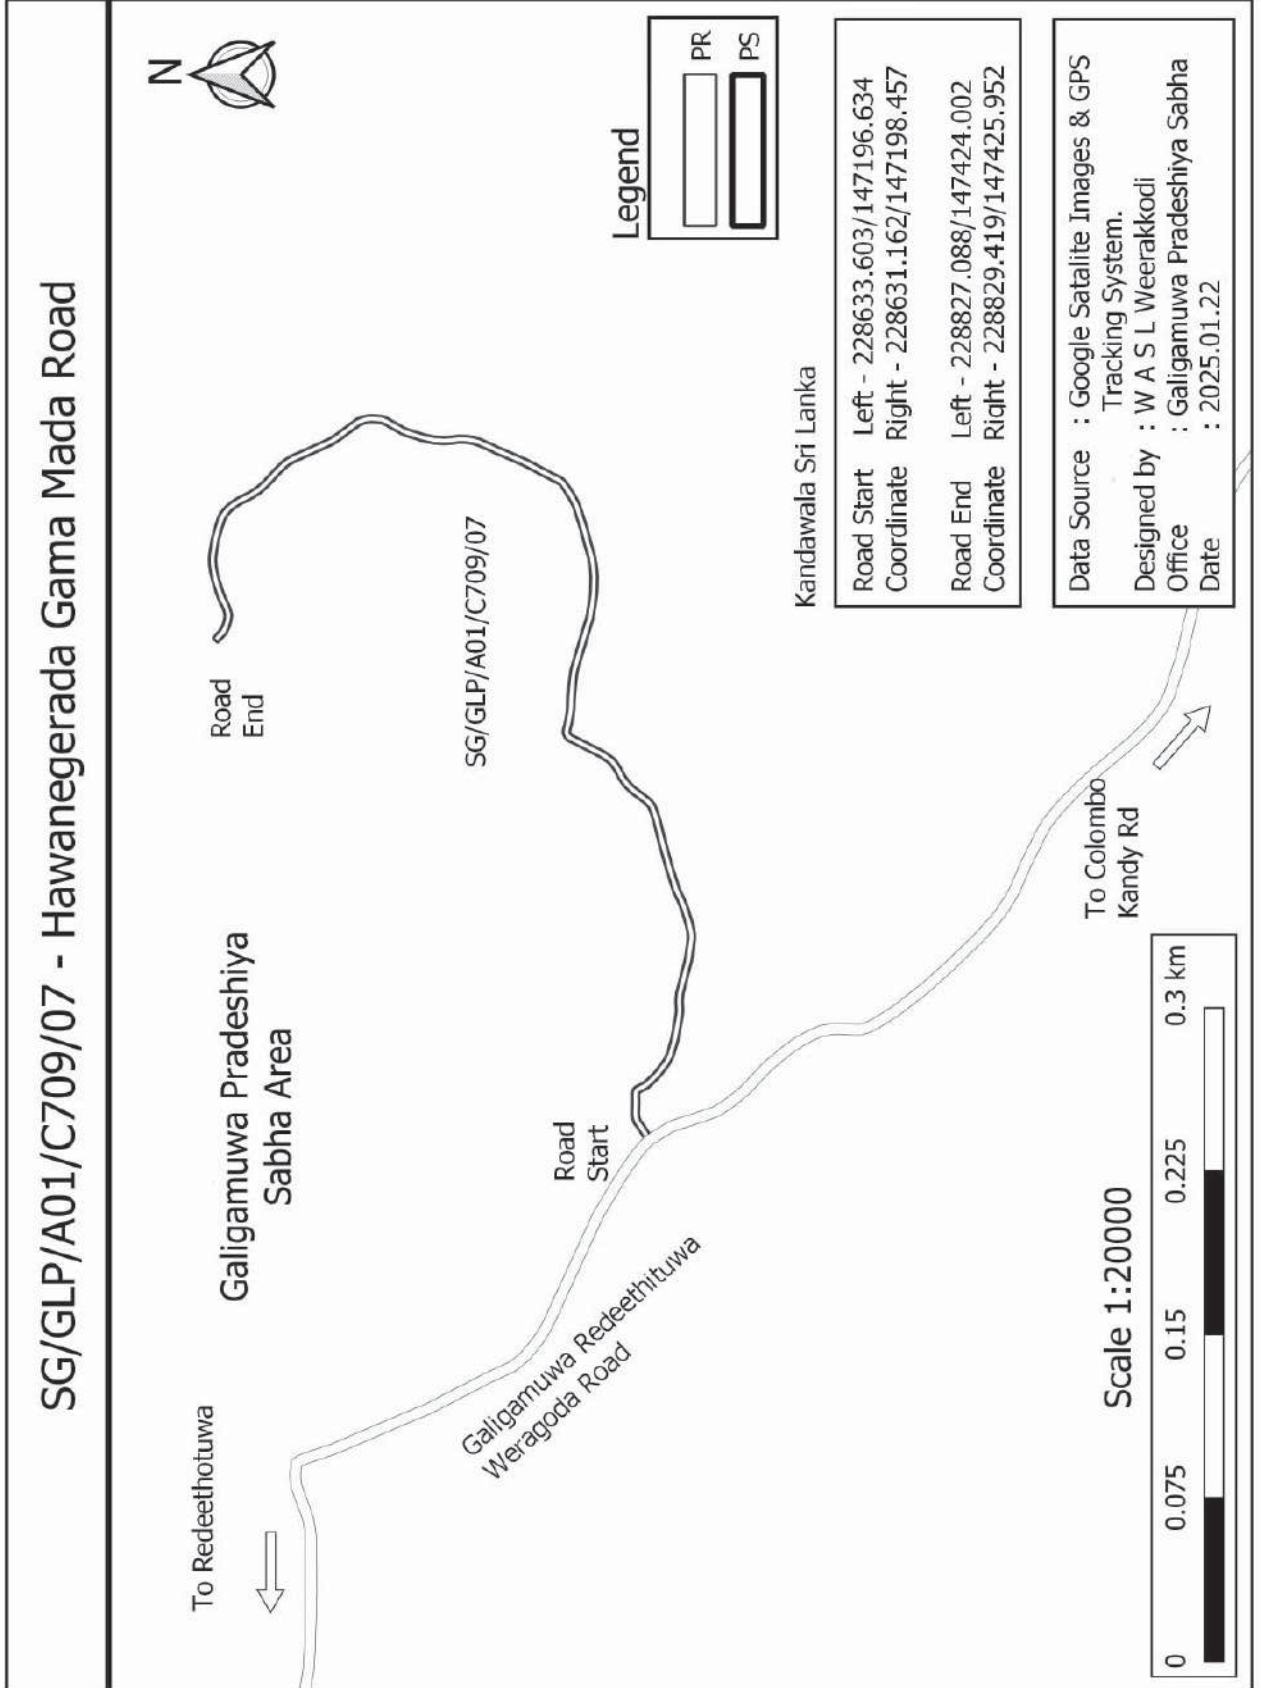 SG/GLP/A01/C709/07 - Hawanegerada Gama Mada Road
N
To Redeethotuwa
Galigamuwa Pradeshiya
Sabha Area
Road
End
SG/GLP/A01/C709/07
Road
Start
Galigamuwa Redeethituwa
Weragoda Road
To Colombo
Kandy Rd
Legend
PR
PS
Kandawala Sri Lanka
Road Start Left - 228633.603/147196.634
Coordinate Right - 228631.162/147198.457
Road End Left - 228827.088/147424.002
Coordinate Right - 228829.419/147425.952
Data Source : Google Satalite Images & GPS
Tracking System.
Designed by : W A S L Weerakkodi
Office : Galigamuwa Pradeshiya Sabha
Date : 2025.01.22
Scale 1:20000
0 0.075 0.15 0.225 0.3 km